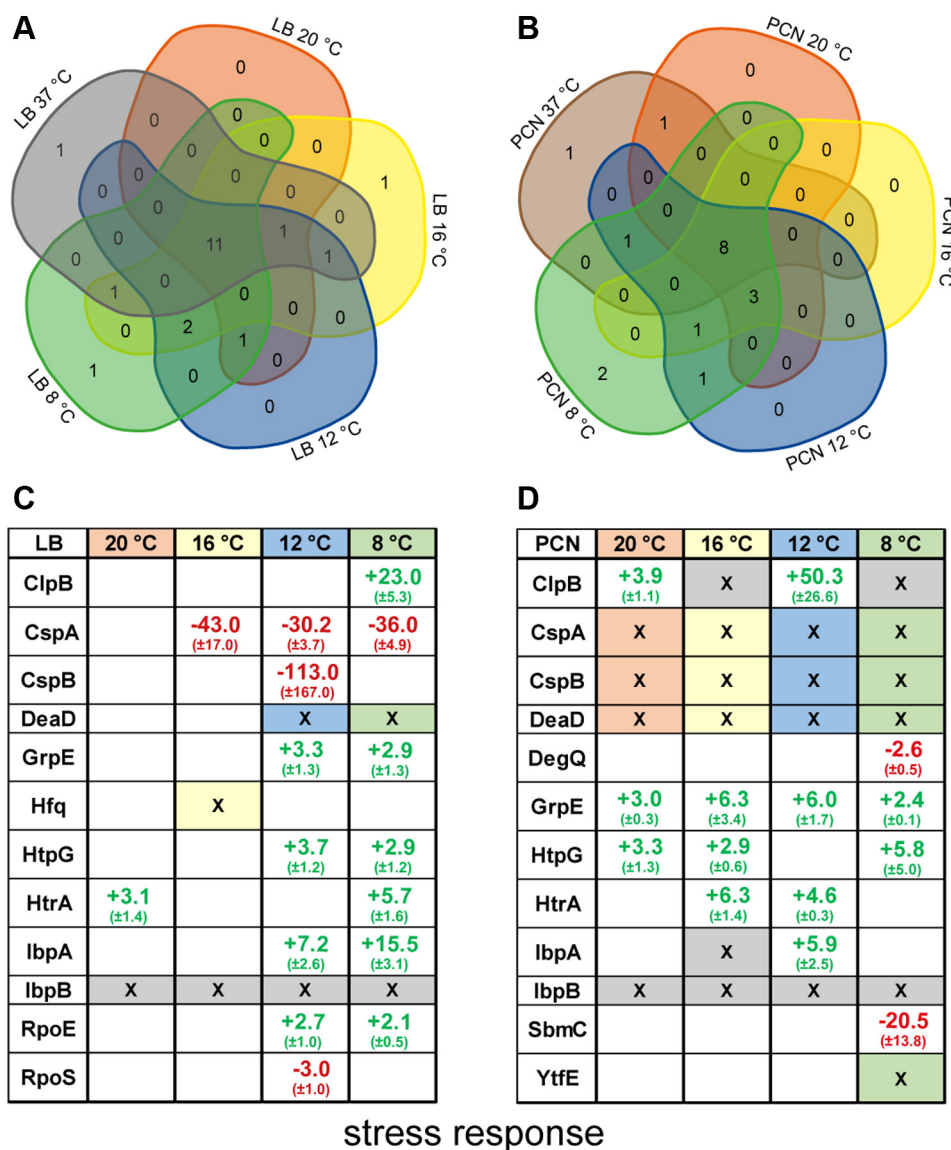 A
B
LB 20 °C
PCN 20 °C
LB 37 °C
PCN 37 °C
LB 16 °C
PCN 16 °C
LB 8 °C
LB 12 °C
PCN 8 °C
PCN 12 °C
0
0
0
0
1
1
0
0
0
0
0
0
0
0
11
1
1
0
0
1
0
0
0
0
0
2
1
0
1
0
0
0
0
1
0
0
1
0
0
0
0
0
0
0
1
8
0
0
0
0
0
3
0
0
0
1
0
0
2
1
0
C
LB 20 °C 16 °C 12 °C 8 °C
ClpB +23.0
(±5.3)
CspA -43.0 -30.2 -36.0
(±17.0) (±3.7) (±4.9)
CspB -113.0
(±167.0)
DeaD X X
GrpE +3.3 +2.9
(±1.3) (±1.3)
Hfq X
HtpG +3.7 +2.9
(±1.2) (±1.2)
HtrA +3.1 +5.7
(±1.4) (±1.6)
IbpA +7.2 +15.5
(±2.6) (±3.1)
IbpB X X X X
RpoE +2.7 +2.1
(±1.0) (±0.5)
RpoS -3.0
(±1.0)
D
PCN 20 °C 16 °C 12 °C 8 °C
ClpB +3.9 X +50.3 X
(±1.1) (±26.6)
CspA X X X X
CspB X X X X
DeaD X X X X
DegQ -2.6
(±0.5)
GrpE +3.0 +6.3 +6.0 +2.4
(±0.3) (±3.4) (±1.7) (±0.1)
HtpG +3.3 +2.9 +5.8
(±1.3) (±0.6) (±5.0)
HtrA +6.3 +4.6
(±1.4) (±0.3)
IbpA X +5.9
(±2.5)
IbpB X X X X
SbmC -20.5
(±13.8)
YtfE X
stress response